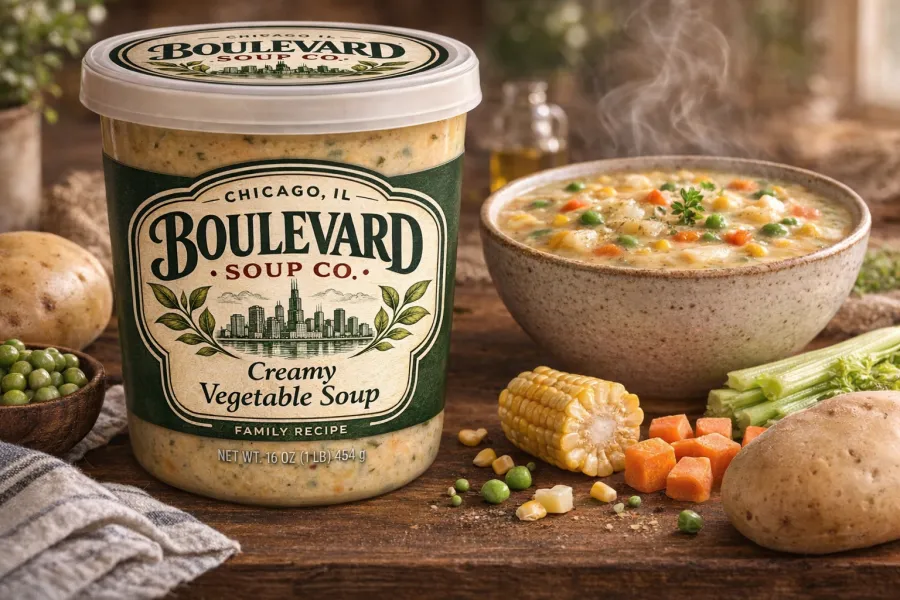 CHICAGO IL
BOULEVARD
SOUP CO.
CHICAGO, IL
BOULEVARD
• SOUP CO. •
Creamy
Vegetable Soup
FAMILY RECIPE
NET WT. 16 OZ (1 LB) 454 g